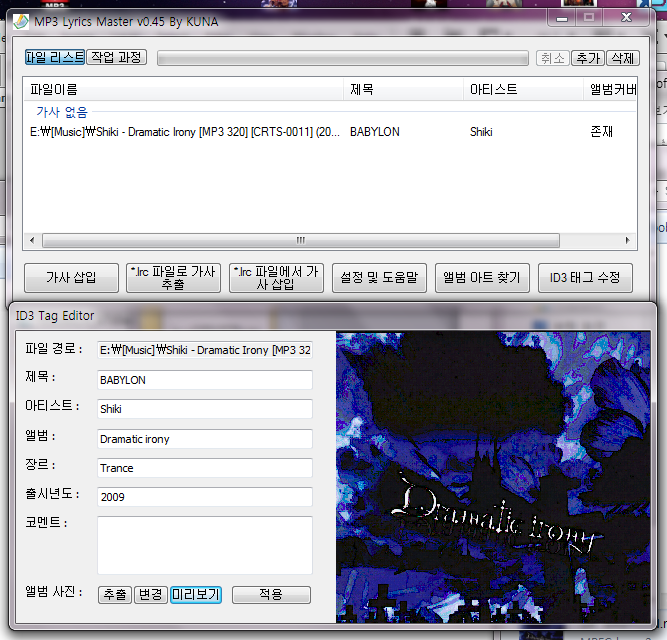 MP3 Lyrics Master v0.45 By KUNA
파일 리스트 작업 과정 취소 추가 삭제
파일이름 제목 아티스트 앨범커버
가사 없음
E:₩[Music]₩Shiki - Dramatic Irony [MP3 320] [CRTS-0011] (20... BABYLON Shiki 존재
가사 삽입 *.lrc 파일로 가사 추출 *.lrc 파일에서 가사 삽입 설정 및 도움말 앨범 아트 찾기 ID3 태그 수정
ID3 Tag Editor
파일 경로 : E:₩[Music]₩Shiki - Dramatic Irony [MP3 32
제목 : BABYLON
아티스트 : Shiki
앨범 : Dramatic irony
장르 : Trance
출시년도 : 2009
코멘트 :
앨범 사진 : 추출 변경 미리보기 적용
Dramatic irony